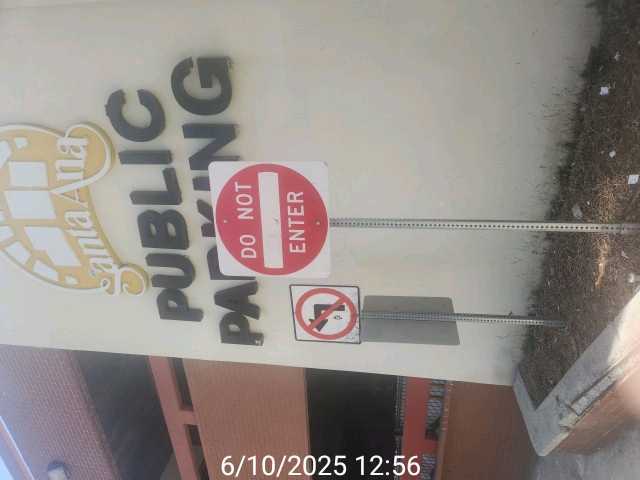 Santa Ana
PUBLIC
PARKING
DO NOT
ENTER
6/10/2025 12:56